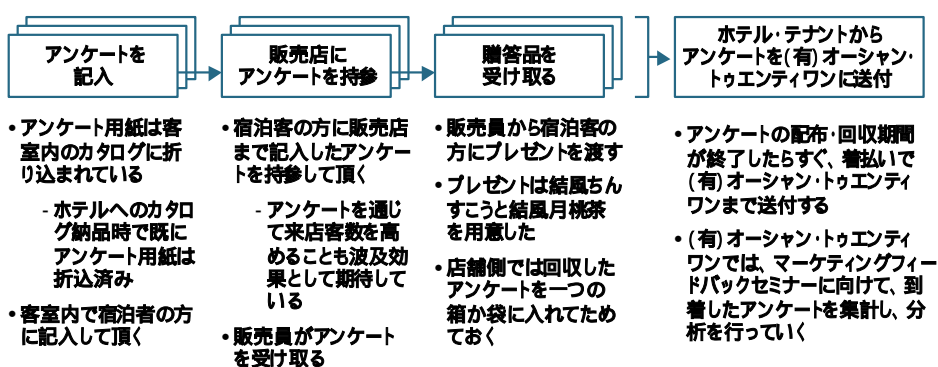 アンケートを
記入
販売店に
アンケートを持参
贈答品を
受け取る
ホテル・テナントから
アンケートを(有)オーシャン・
トゥエンティワンに送付
• アンケート用紙は客
室内のカタログに折
り込まれている
- ホテルへのカタロ
グ納品時で既に
アンケート用紙は
折込済み
• 客室内で宿泊者の方
に記入して頂く
• 宿泊客の方に販売店
まで記入したアンケー
トを持参して頂く
- アンケートを通じ
て来店客数を高
めることも波及効
果として期待して
いる
• 販売員がアンケート
を受け取る
• 販売員から宿泊客の
方にプレゼントを渡す
• プレゼントは結風ちん
すこうと結風月桃茶
を用意した
• 店舗側では回収した
アンケートを一つの
箱か袋に入れてため
ておく
• アンケートの配布・回収期間
が終了したらすぐ、着払いで
(有)オーシャン・トゥエンティ
ワンまで送付する
• (有)オーシャン・トゥエンティ
ワンでは、マーケティングフィー
ドバックセミナーに向けて、到
着したアンケートを集計し、分
析を行っていく